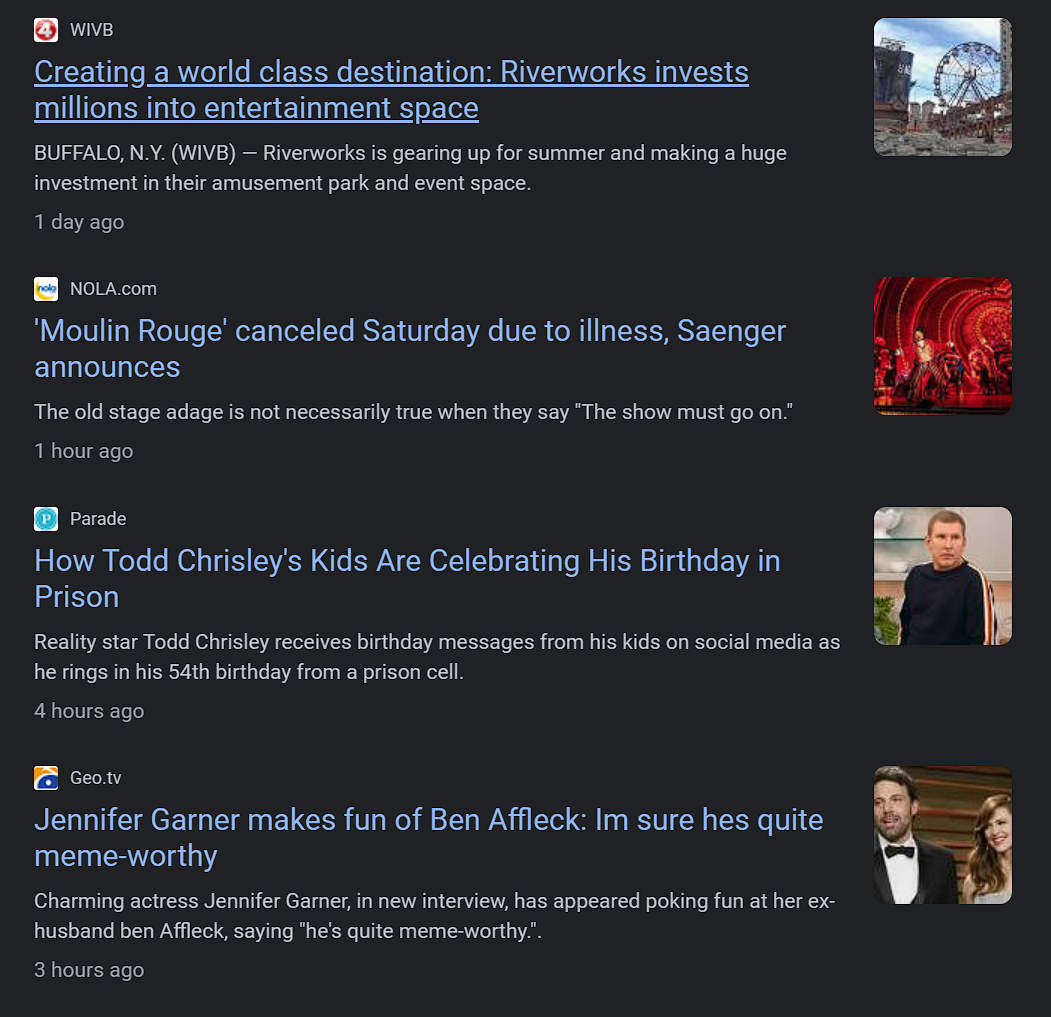 WIVB
Creating a world class destination: Riverworks invests
millions into entertainment space
BUFFALO, N.Y. (WIVB) — Riverworks is gearing up for summer and making a huge
investment in their amusement park and event space.
1 day ago
NOLA.com
'Moulin Rouge' canceled Saturday due to illness, Saenger
announces
The old stage adage is not necessarily true when they say "The show must go on."
1 hour ago
Parade
How Todd Chrisley's Kids Are Celebrating His Birthday in
Prison
Reality star Todd Chrisley receives birthday messages from his kids on social media as
he rings in his 54th birthday from a prison cell.
4 hours ago
Geo.tv
Jennifer Garner makes fun of Ben Affleck: Im sure hes quite
meme-worthy
Charming actress Jennifer Garner, in new interview, has appeared poking fun at her ex-
husband ben Affleck, saying "he's quite meme-worthy.".
3 hours ago